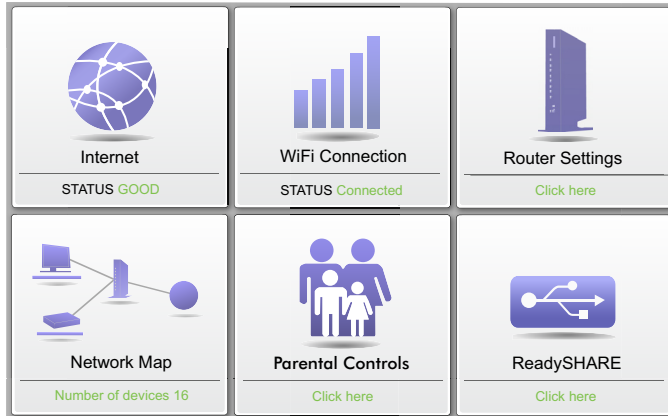 Internet
STATUS GOOD
WiFi Connection
STATUS Connected
Router Settings
Click here
Network Map
Number of devices 16
Parental Controls
Click here
ReadySHARE
Click here